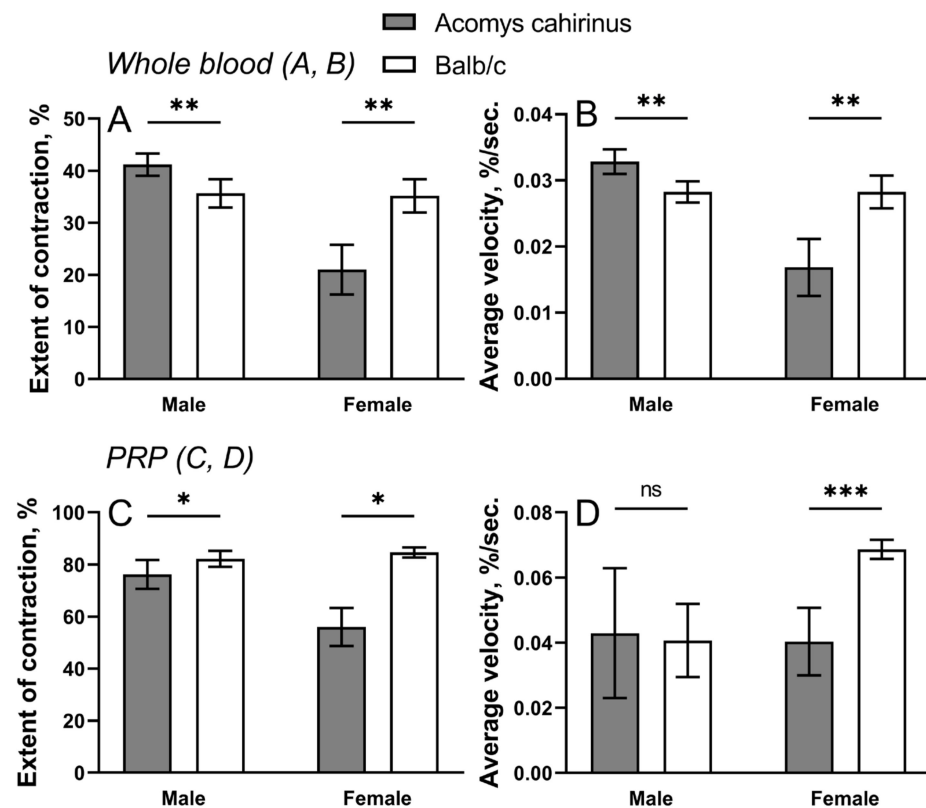 Acomys cahirinus
Whole blood (A, B)
Balb/c
A
**
**
Extent of contraction, %
50
40
30
20
10
0
Male
Female
B
**
**
Average velocity, %/sec.
0.04
0.03
0.02
0.01
0.00
Male
Female
PRP (C, D)
C
*
*
Extent of contraction, %
100
80
60
40
20
0
Male
Female
D
ns
***
Average velocity, %/sec.
0.08
0.06
0.04
0.02
0.00
Male
Female